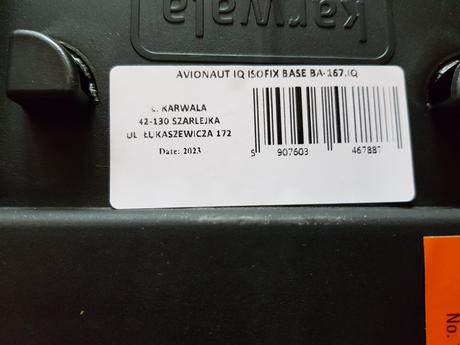 karwala
AVIONAUT IQ ISOFIX BASE BA-167.IQ
Ł. KARWALA
42-130 SZARLEJKA
UL ŁUKASZEWICZA 172
Date: 2023
5 907603 467887
No.